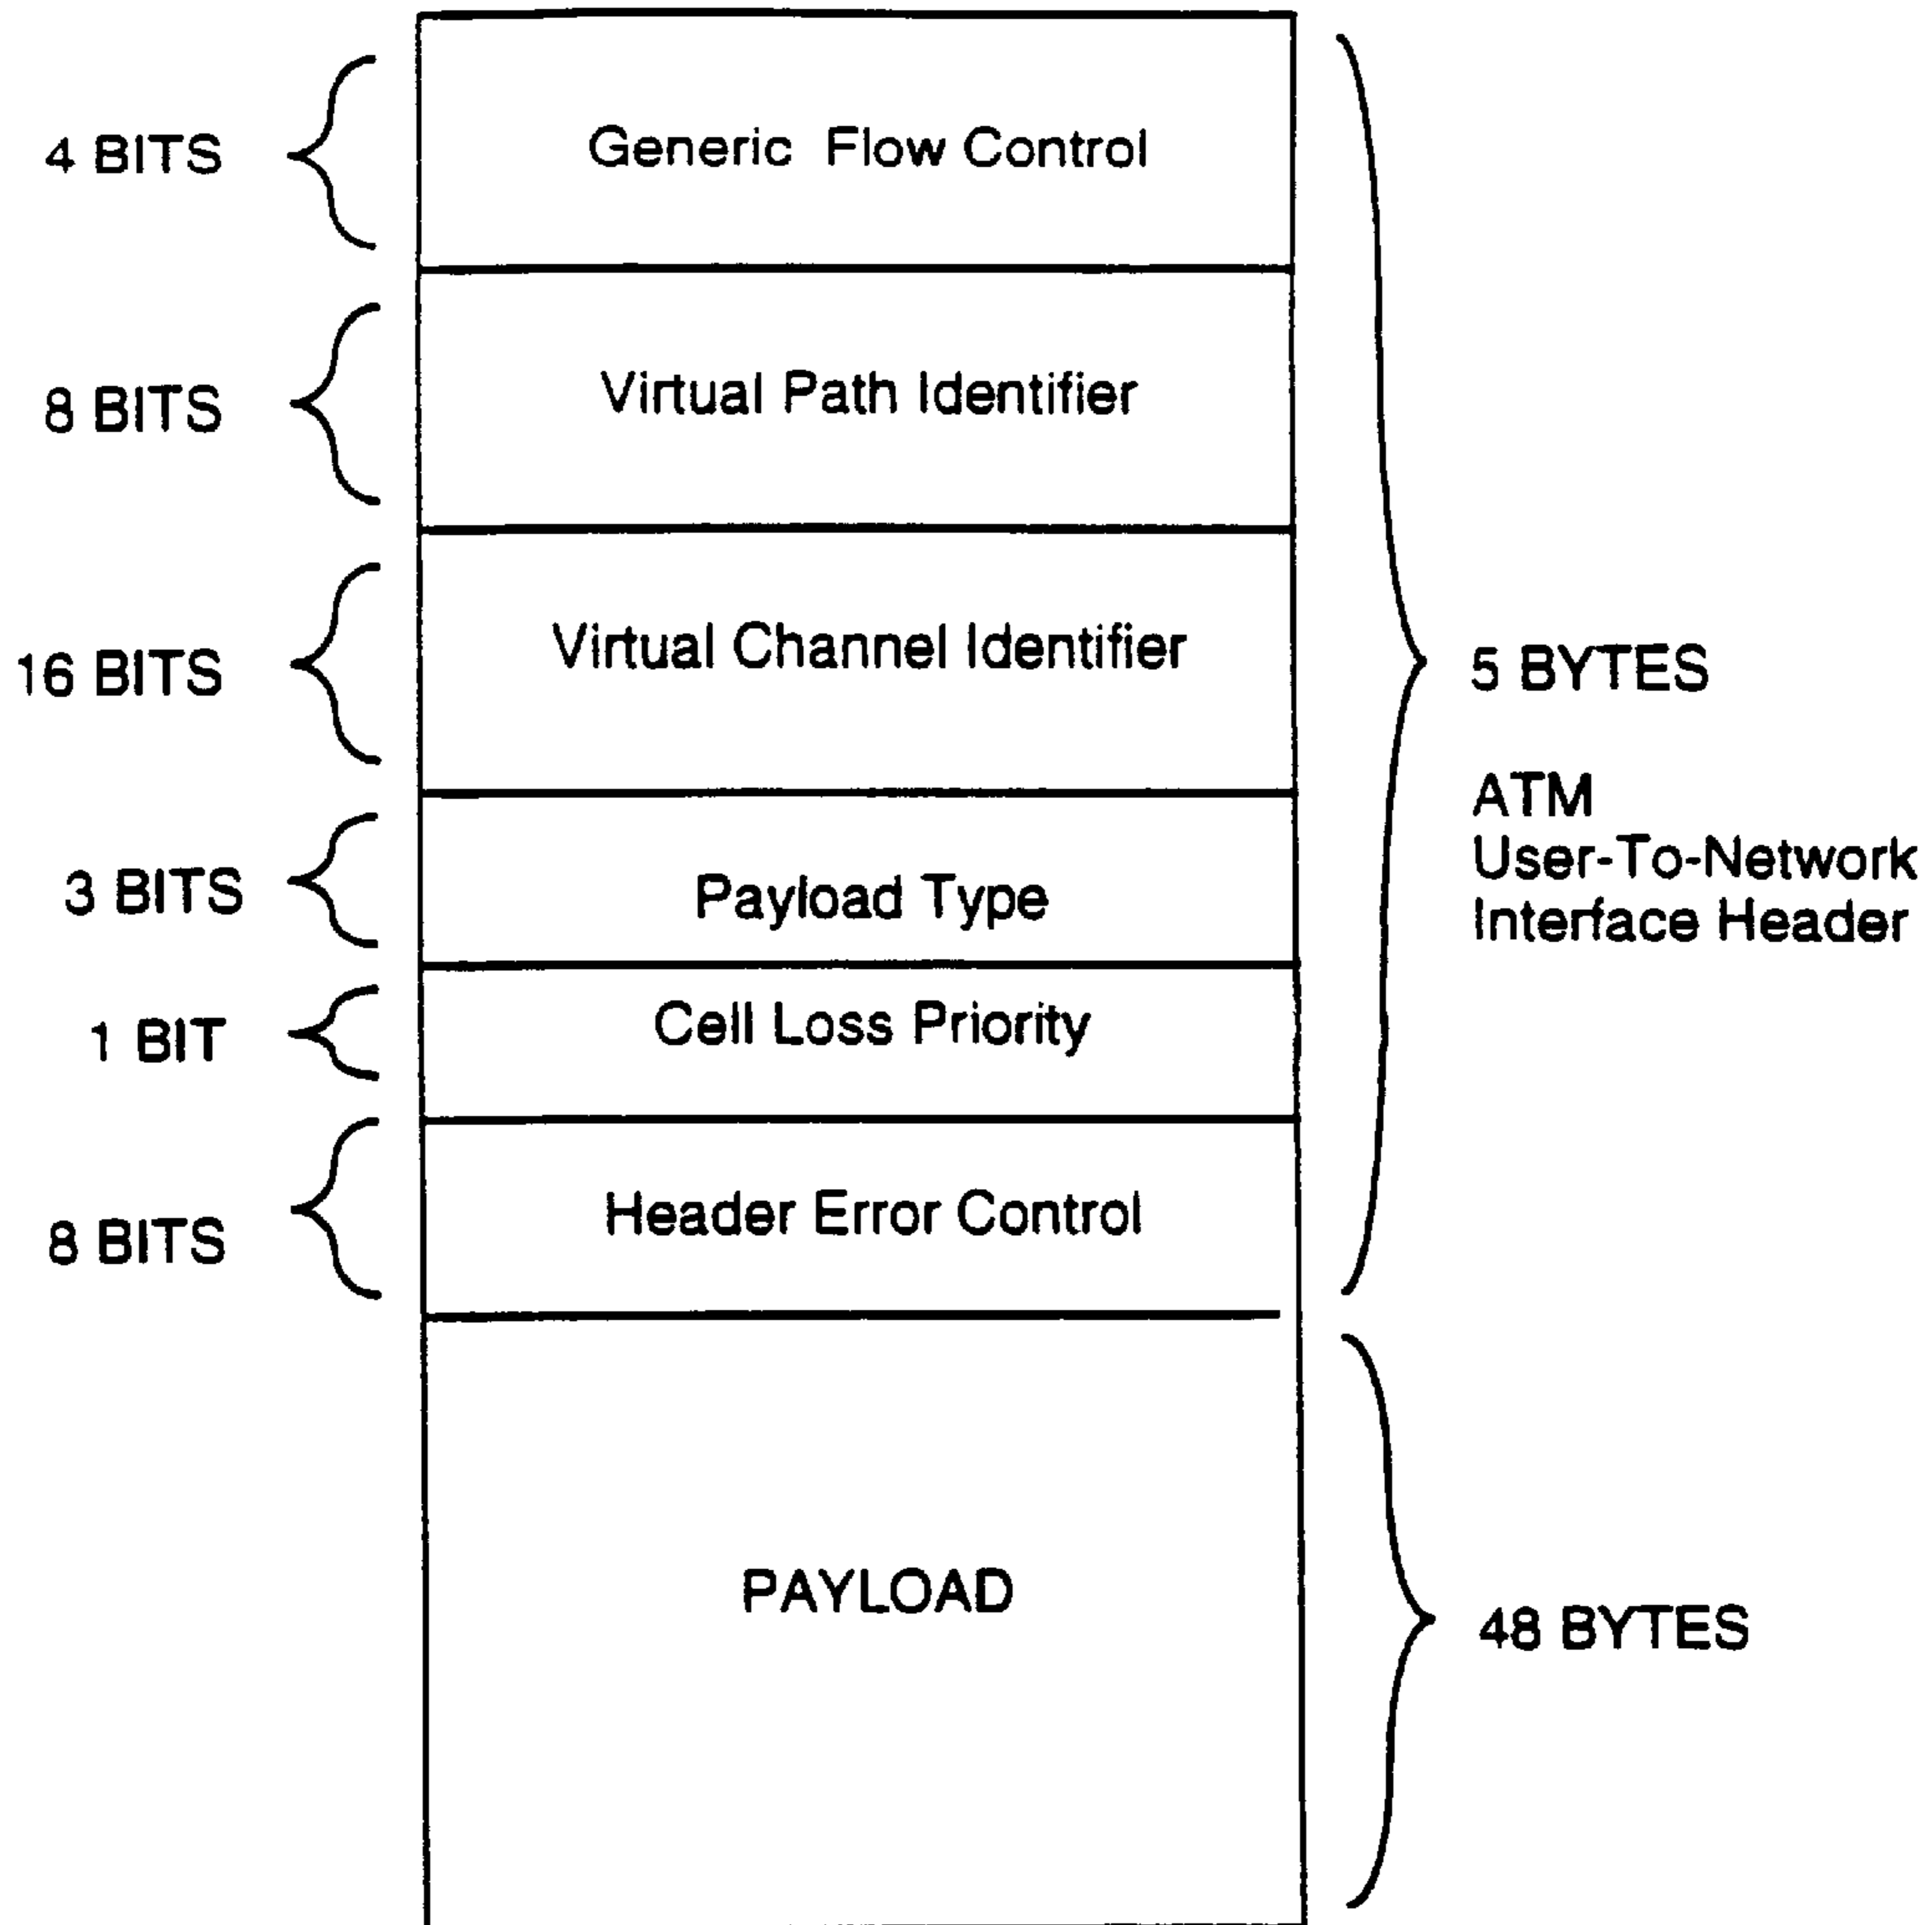 4 BITS
Generic Flow Control
8 BITS
Virtual Path Identifier
16 BITS
Virtual Channel Identifier
5 BYTES
ATM
User-To-Network
Interface Header
3 BITS
Payload Type
1 BIT
Cell Loss Priority
8 BITS
Header Error Control
PAYLOAD
48 BYTES